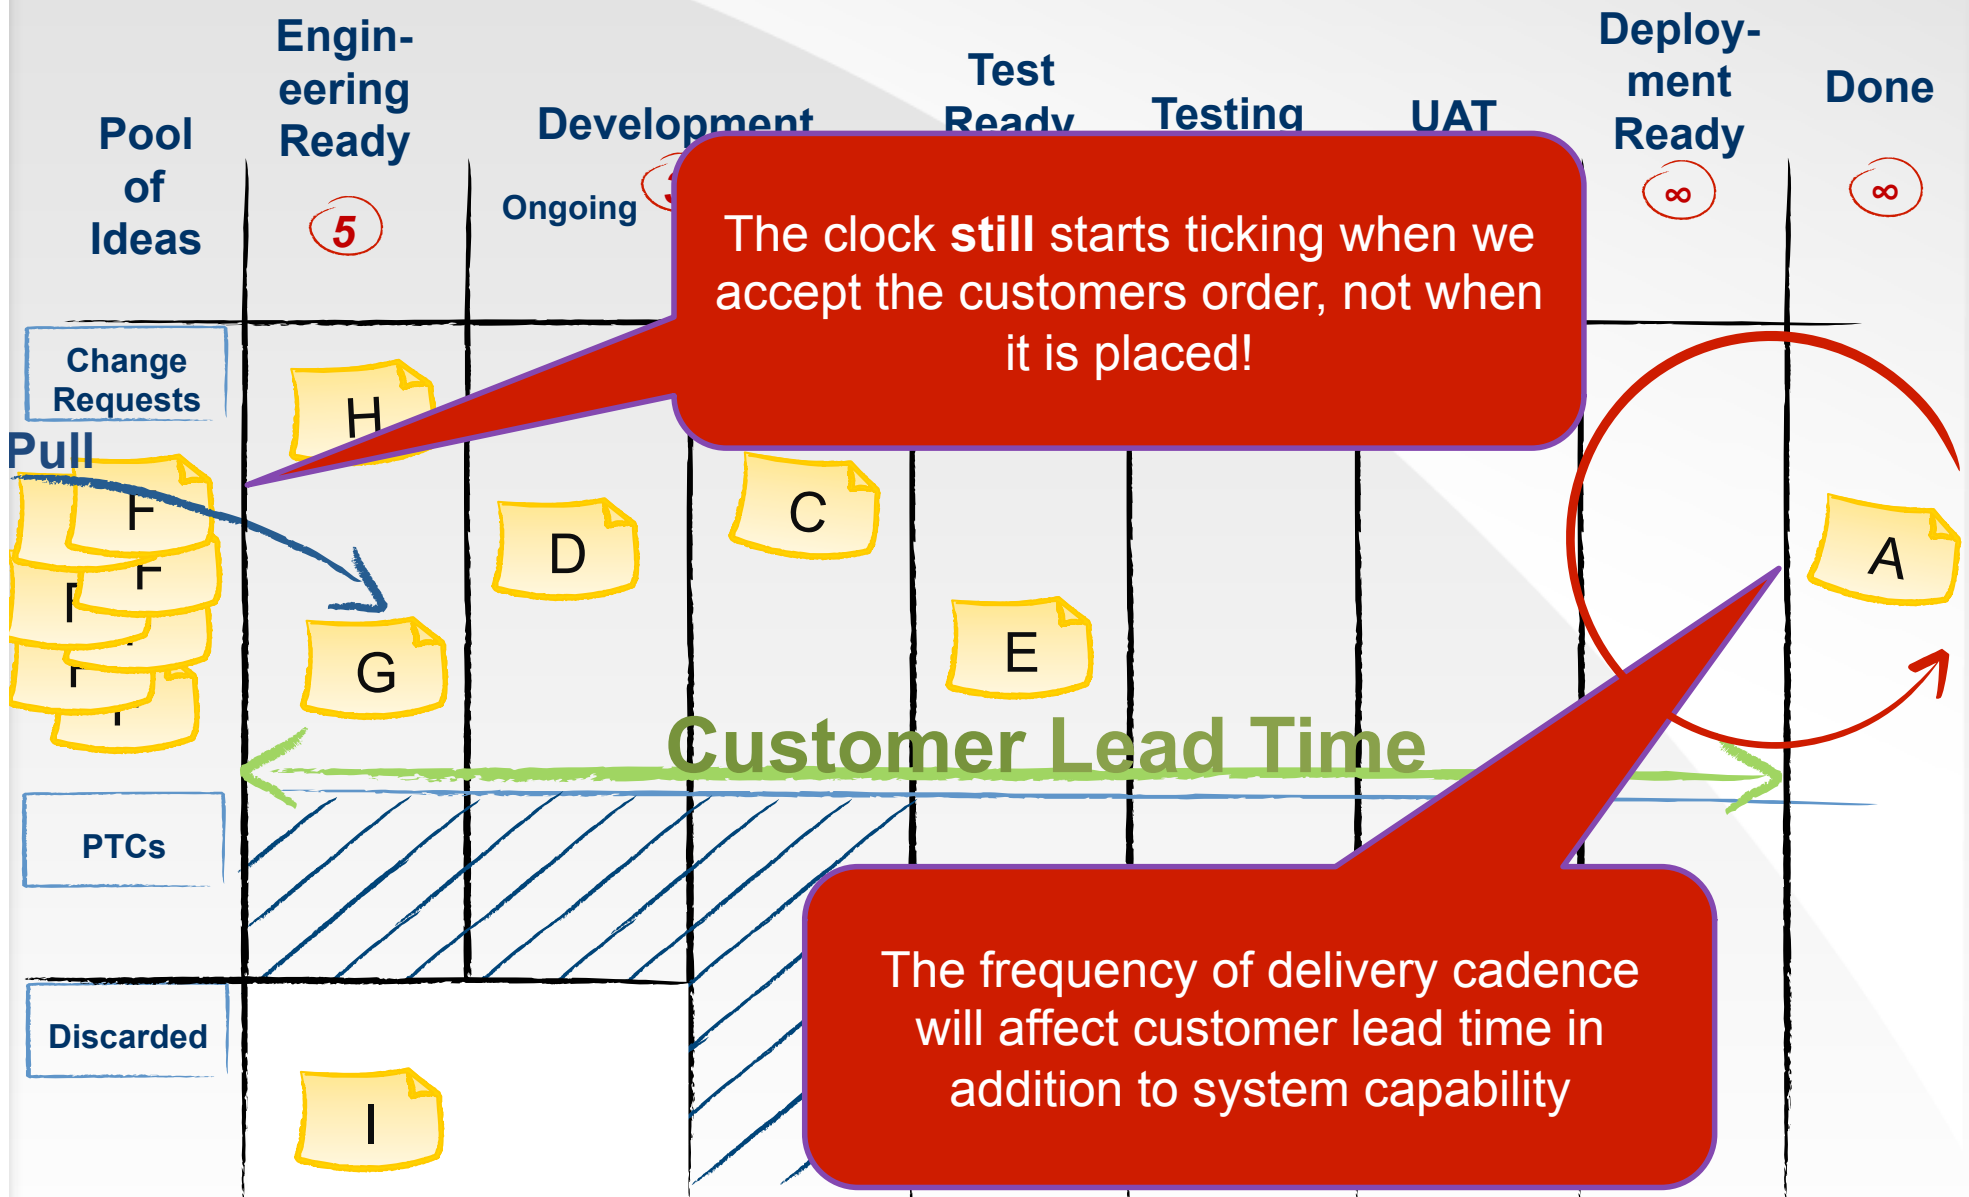 Pool
of
Ideas
Engin-
eering
Ready
5
Development
Ongoing
3
Test
Ready
Testing
UAT
Deploy-
ment
Ready
∞
Done
∞
The clock still starts ticking when we
accept the customers order, not when
it is placed!
Change
Requests
Pull
H
F
F
F
F
F
F
G
D
C
E
A
Customer Lead Time
PTCs
The frequency of delivery cadence
will affect customer lead time in
addition to system capability
Discarded
I